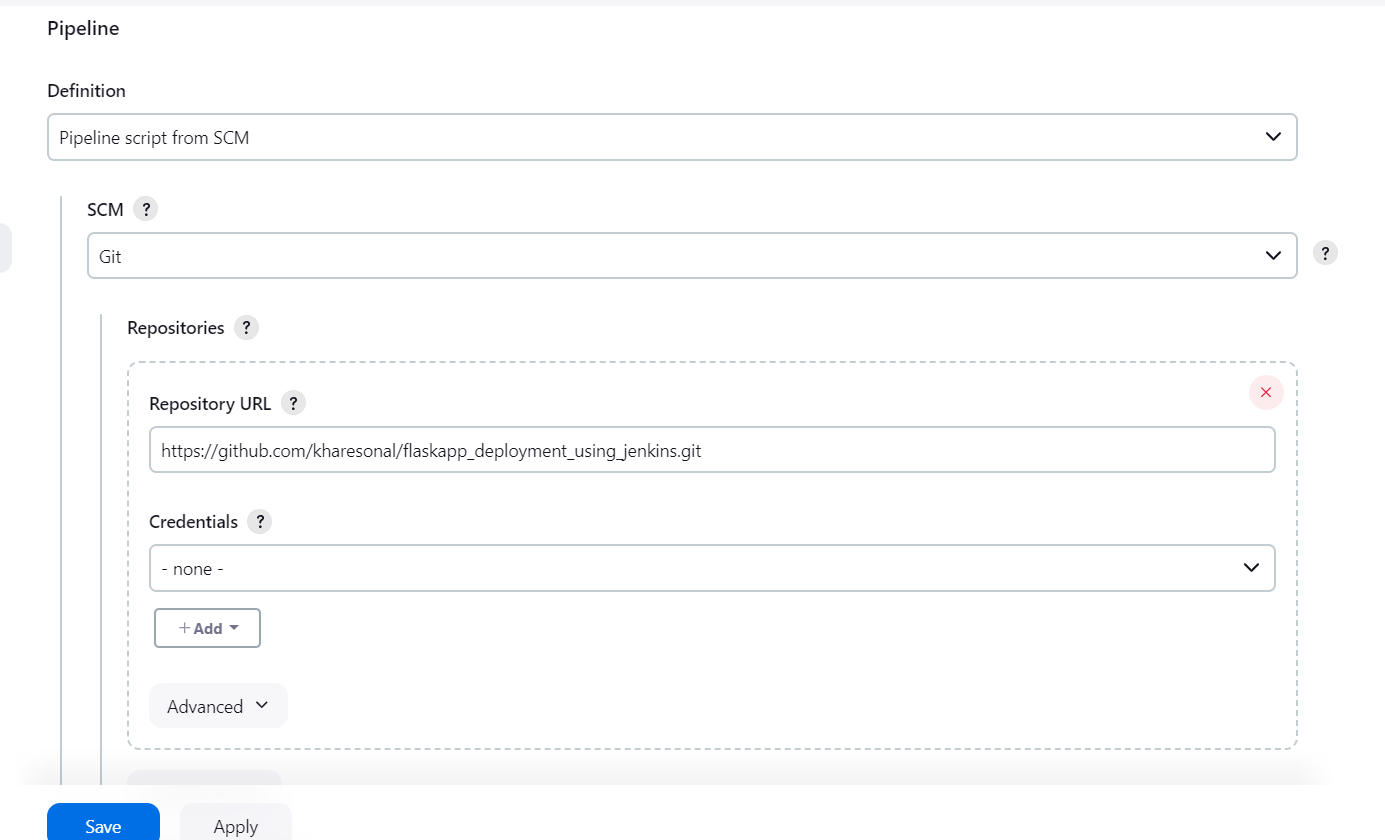 Pipeline
Definition
Pipeline script from SCM
SCM ?
Git
?
Repositories ?
Repository URL ?
https://github.com/kharesonal/flaskapp_deployment_using_jenkins.git
Credentials ?
- none -
+ Add
Advanced
Save
Apply